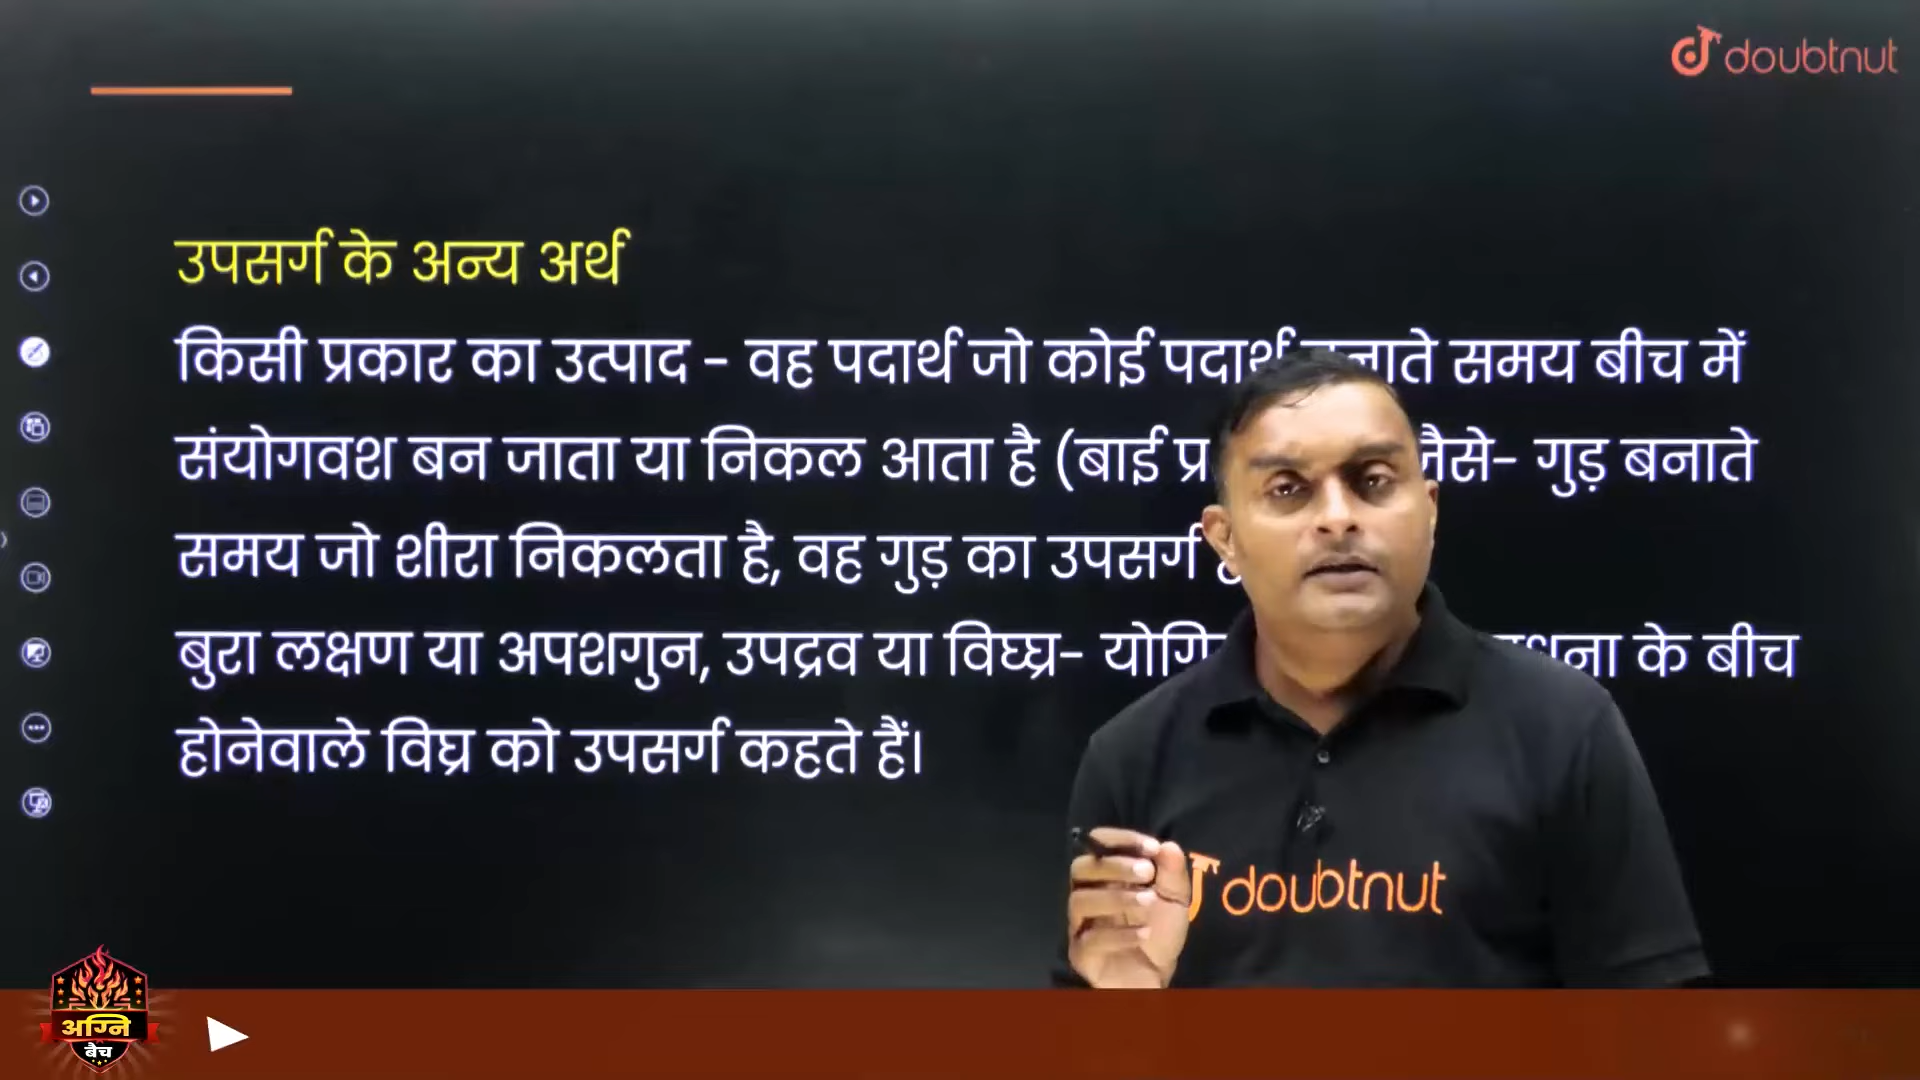 doubtnut
उपसर्ग के अन्य अर्थ
किसी प्रकार का उत्पाद - वह पदार्थ जो कोई पदार्थ समय बीच में
संयोगवश बन जाता या निकल आता है (बाई जैसे- गुड़ बनाते
समय जो शीरा निकलता है, वह गुड़ का उपसर्ग
बुरा लक्षण या अपशगुन, उपद्रव या विघ्घ्र- के बीच
होनेवाले विघ्र को उपसर्ग कहते हैं।
doubtnut
अग्नि
बैच